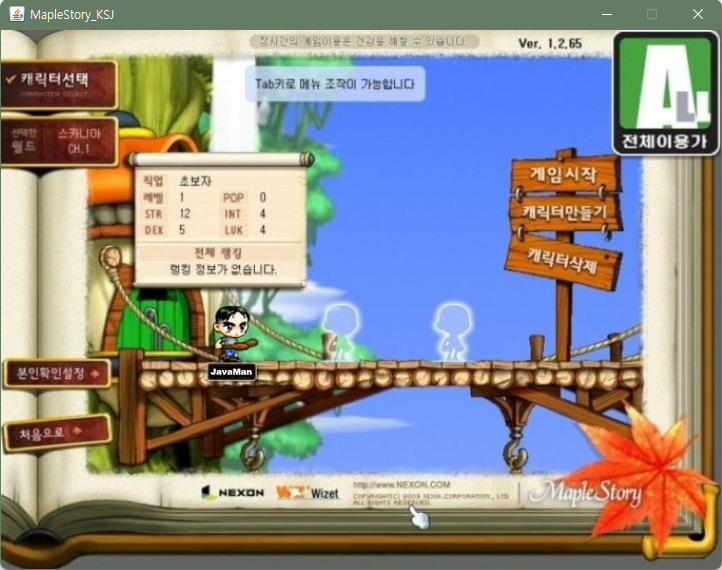 MapleStory_KSJ
장시간의 게임이용은 건강을 해칠 수 있습니다.
Ver. 1.2.65
캐릭터선택
CHARACTER SELECT
Tab키로 메뉴 조작이 가능합니다
ALL
전체이용가
선택한
월드
스카니아
CH.1
직업 초보자
레벨 1 POP 0
STR 12 INT 4
DEX 5 LUK 4
전체 랭킹
랭킹 정보가 없습니다.
게임시작
캐릭터만들기
캐릭터삭제
JavaMan
본인확인설정
처음으로
NEXON
Wizet
http://www.NEXON.COM
COPYRIGHT(C) 2003 NEXON CORPORATION., LTD
ALL RIGHTS RESERVED.
MapleStory